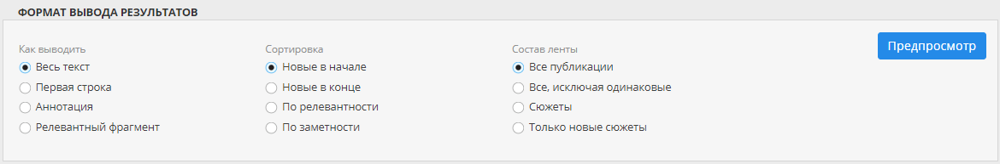 ФОРМАТ ВЫВОДА РЕЗУЛЬТАТОВ
Как выводить
Весь текст
Первая строка
Аннотация
Релевантный фрагмент
Сортировка
Новые в начале
Новые в конце
По релевантности
По заметности
Состав ленты
Все публикации
Все, исключая одинаковые
Сюжеты
Только новые сюжеты
Предпросмотр